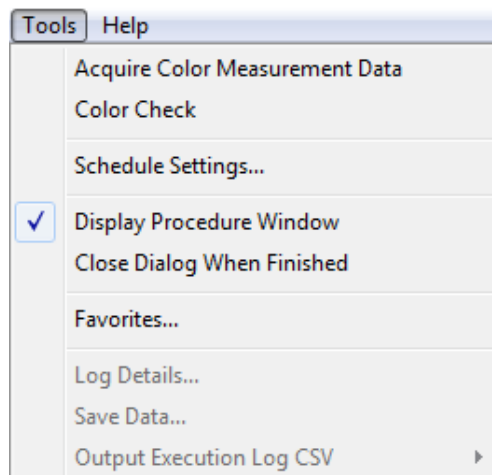 Tools Help
Acquire Color Measurement Data
Color Check
Schedule Settings...
Display Procedure Window
Close Dialog When Finished
Favorites...
Log Details...
Save Data...
Output Execution Log CSV